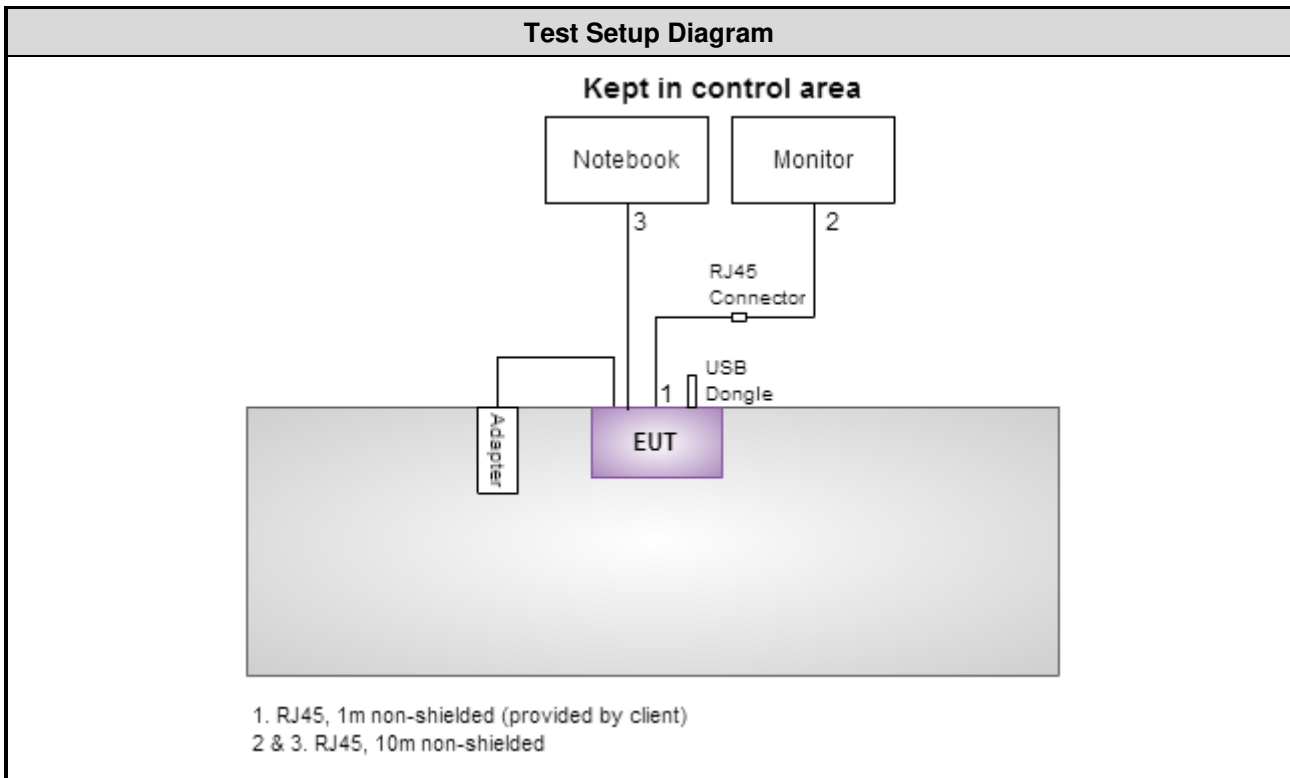 Test Setup Diagram
Kept in control area
Notebook
Monitor
3
2
RJ45
Connector
USB
Dongle
1
Adapter
EUT
1. RJ45, 1m non-shielded (provided by client)
2 & 3. RJ45, 10m non-shielded